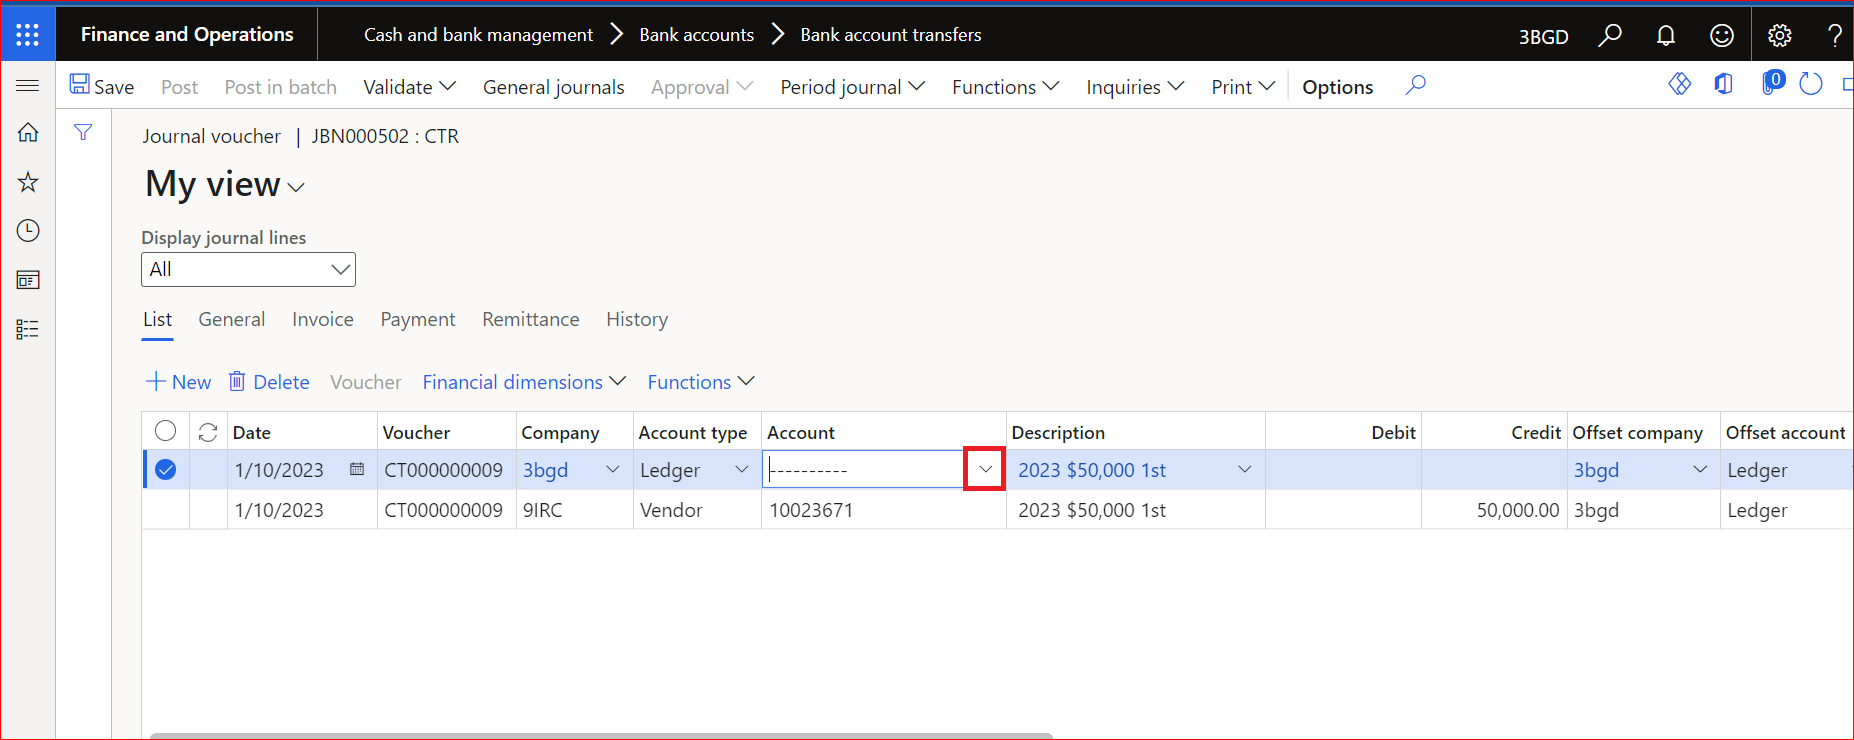 Finance and Operations Cash and bank management Bank accounts Bank account transfers 3BGD ?
Save Post Post in batch Validate General journals Approval Period journal Functions Inquiries Print Options 0
Journal voucher | JBN000502 : CTR
My view
Display journal lines
All
List General Invoice Payment Remittance History
+ New Delete Voucher Financial dimensions Functions
Date Voucher Company Account type Account Description Debit Credit Offset company Offset account
1/10/2023 CT000000009 3bgd Ledger ---------- 2023 $50,000 1st 3bgd Ledger
1/10/2023 CT000000009 9IRC Vendor 10023671 2023 $50,000 1st 50,000.00 3bgd Ledger